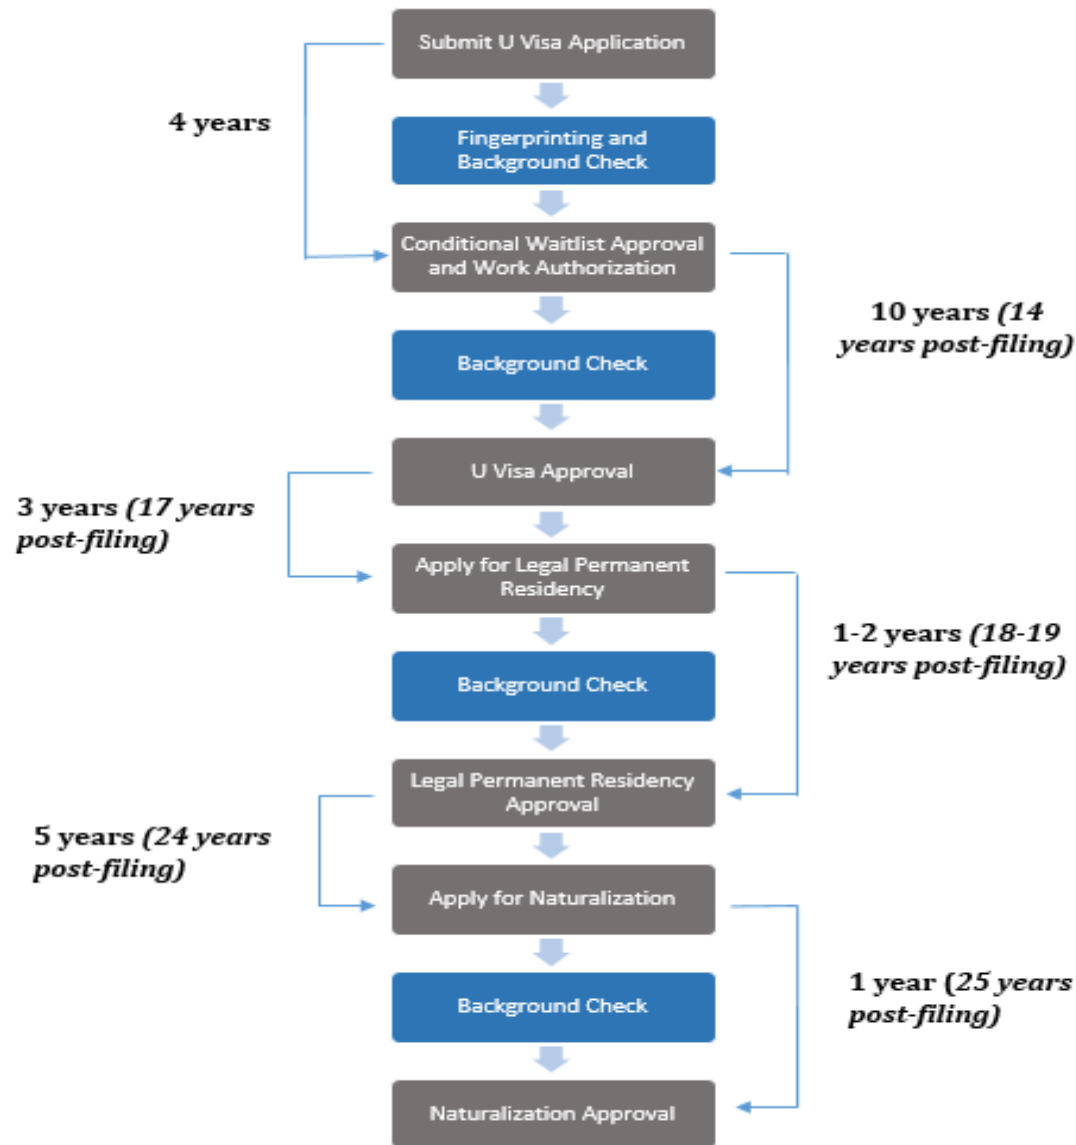 Submit U Visa Application
4 years
Fingerprinting and
Background Check
Conditional Waitlist Approval
and Work Authorization
10 years (14
years post-filing)
Background Check
U Visa Approval
3 years (17 years
post-filing)
Apply for Legal Permanent
Residency
1-2 years (18-19
years post-filing)
Background Check
Legal Permanent Residency
Approval
5 years (24 years
post-filing)
Apply for Naturalization
1 year (25 years
post-filing)
Background Check
Naturalization Approval